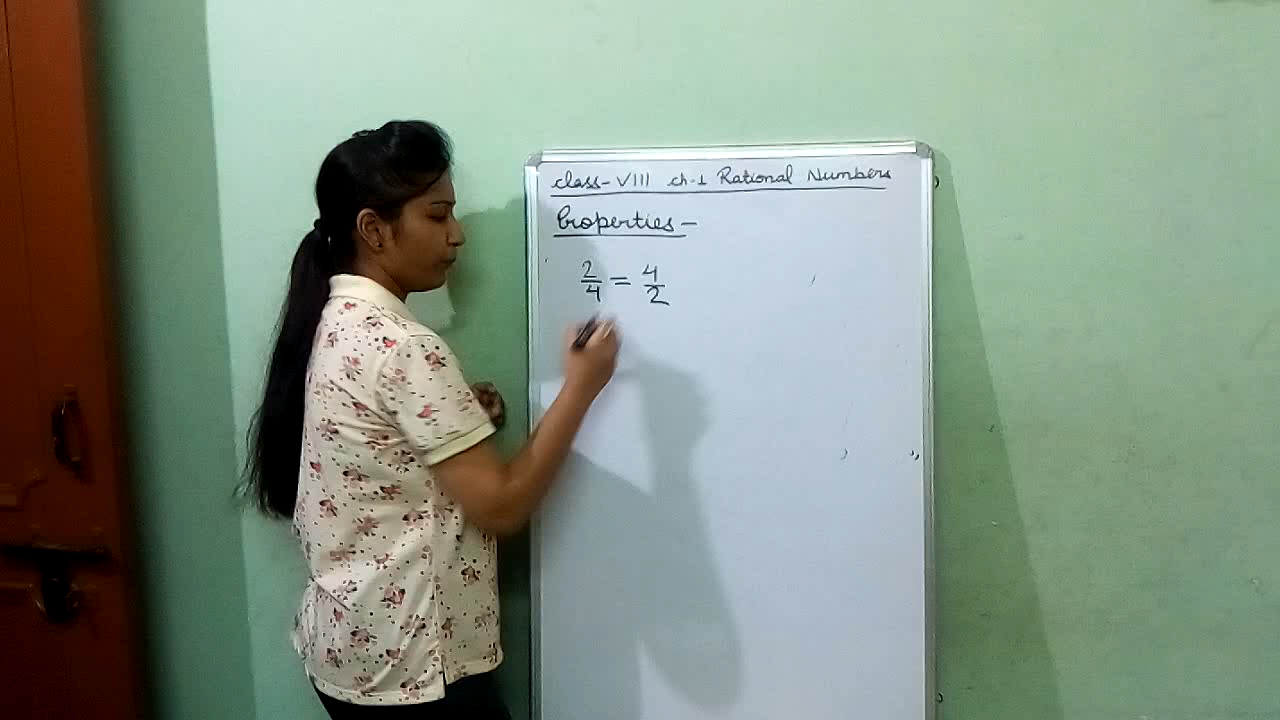 Class-VIII ch-1 Rational Numbers
Properties-
2/4 = 4/2